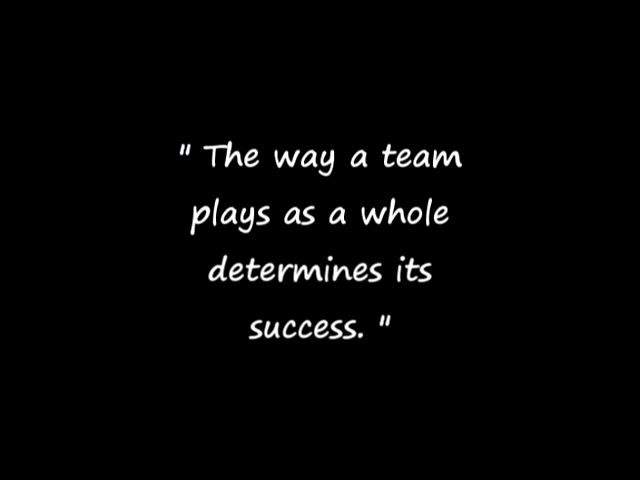 " The way a team
plays as a whole
determines its
success. "